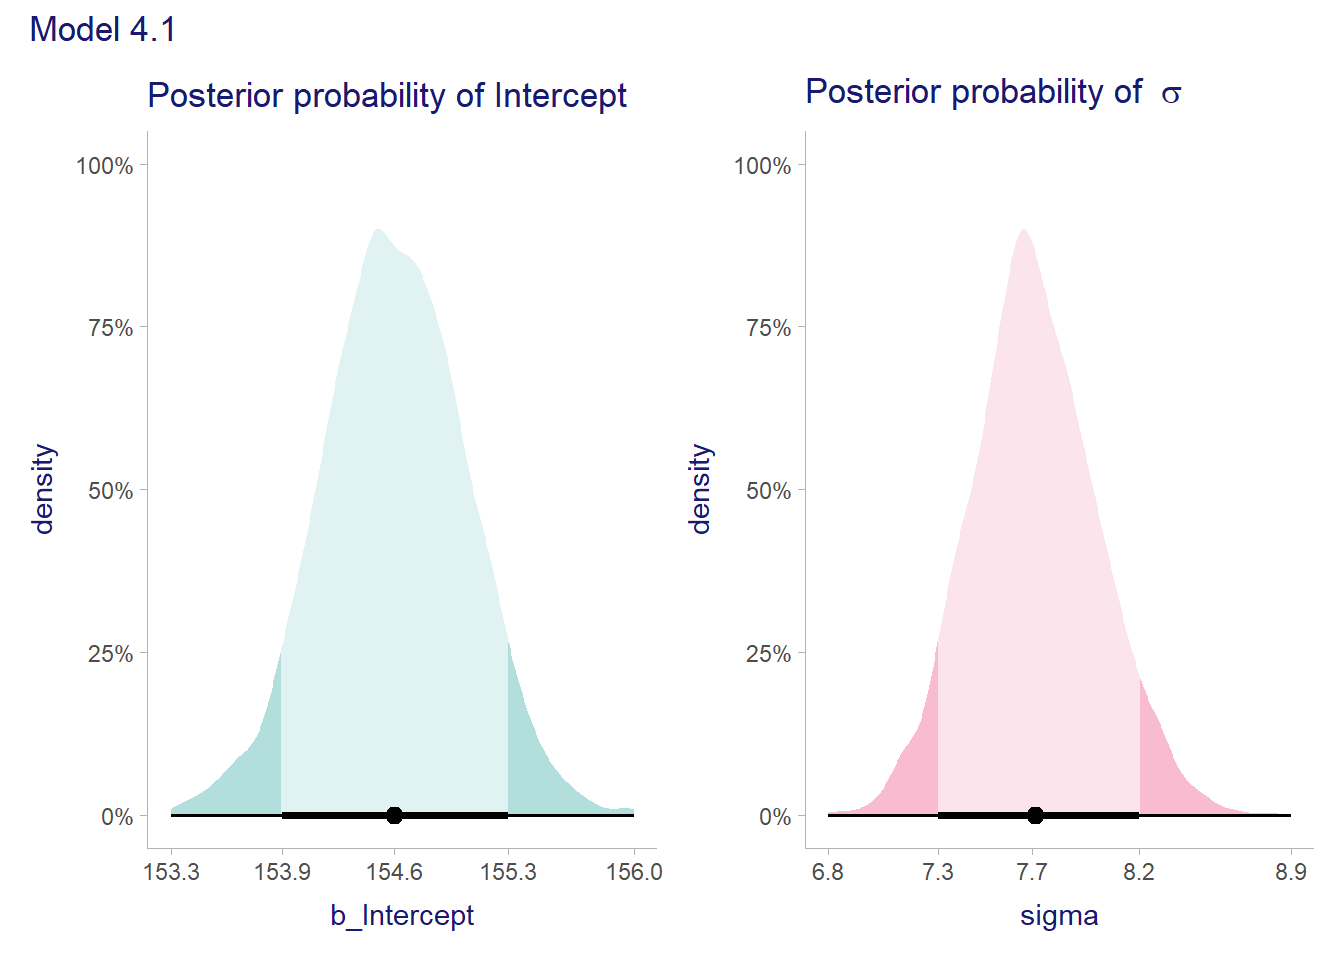 Model 4.1
Posterior probability of Intercept
100%
75%
50%
25%
0%
density
153.3 153.9 154.6 155.3 156.0
b_Intercept
Posterior probability of σ
100%
75%
50%
25%
0%
density
6.8 7.3 7.7 8.2 8.9
sigma